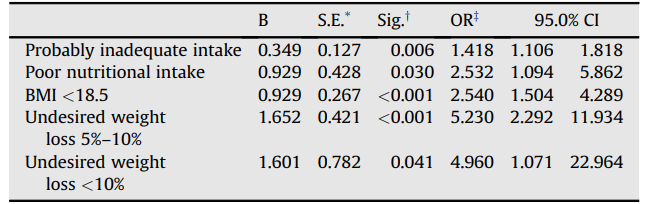 B S.E.* Sig.† OR‡ 95.0% CI
Probably inadequate intake 0.349 0.127 0.006 1.418 1.106 1.818
Poor nutritional intake 0.929 0.428 0.030 2.532 1.094 5.862
BMI <18.5 0.929 0.267 <0.001 2.540 1.504 4.289
Undesired weight 1.652 0.421 <0.001 5.230 2.292 11.934
loss 5%–10%
Undesired weight 1.601 0.782 0.041 4.960 1.071 22.964
loss <10%